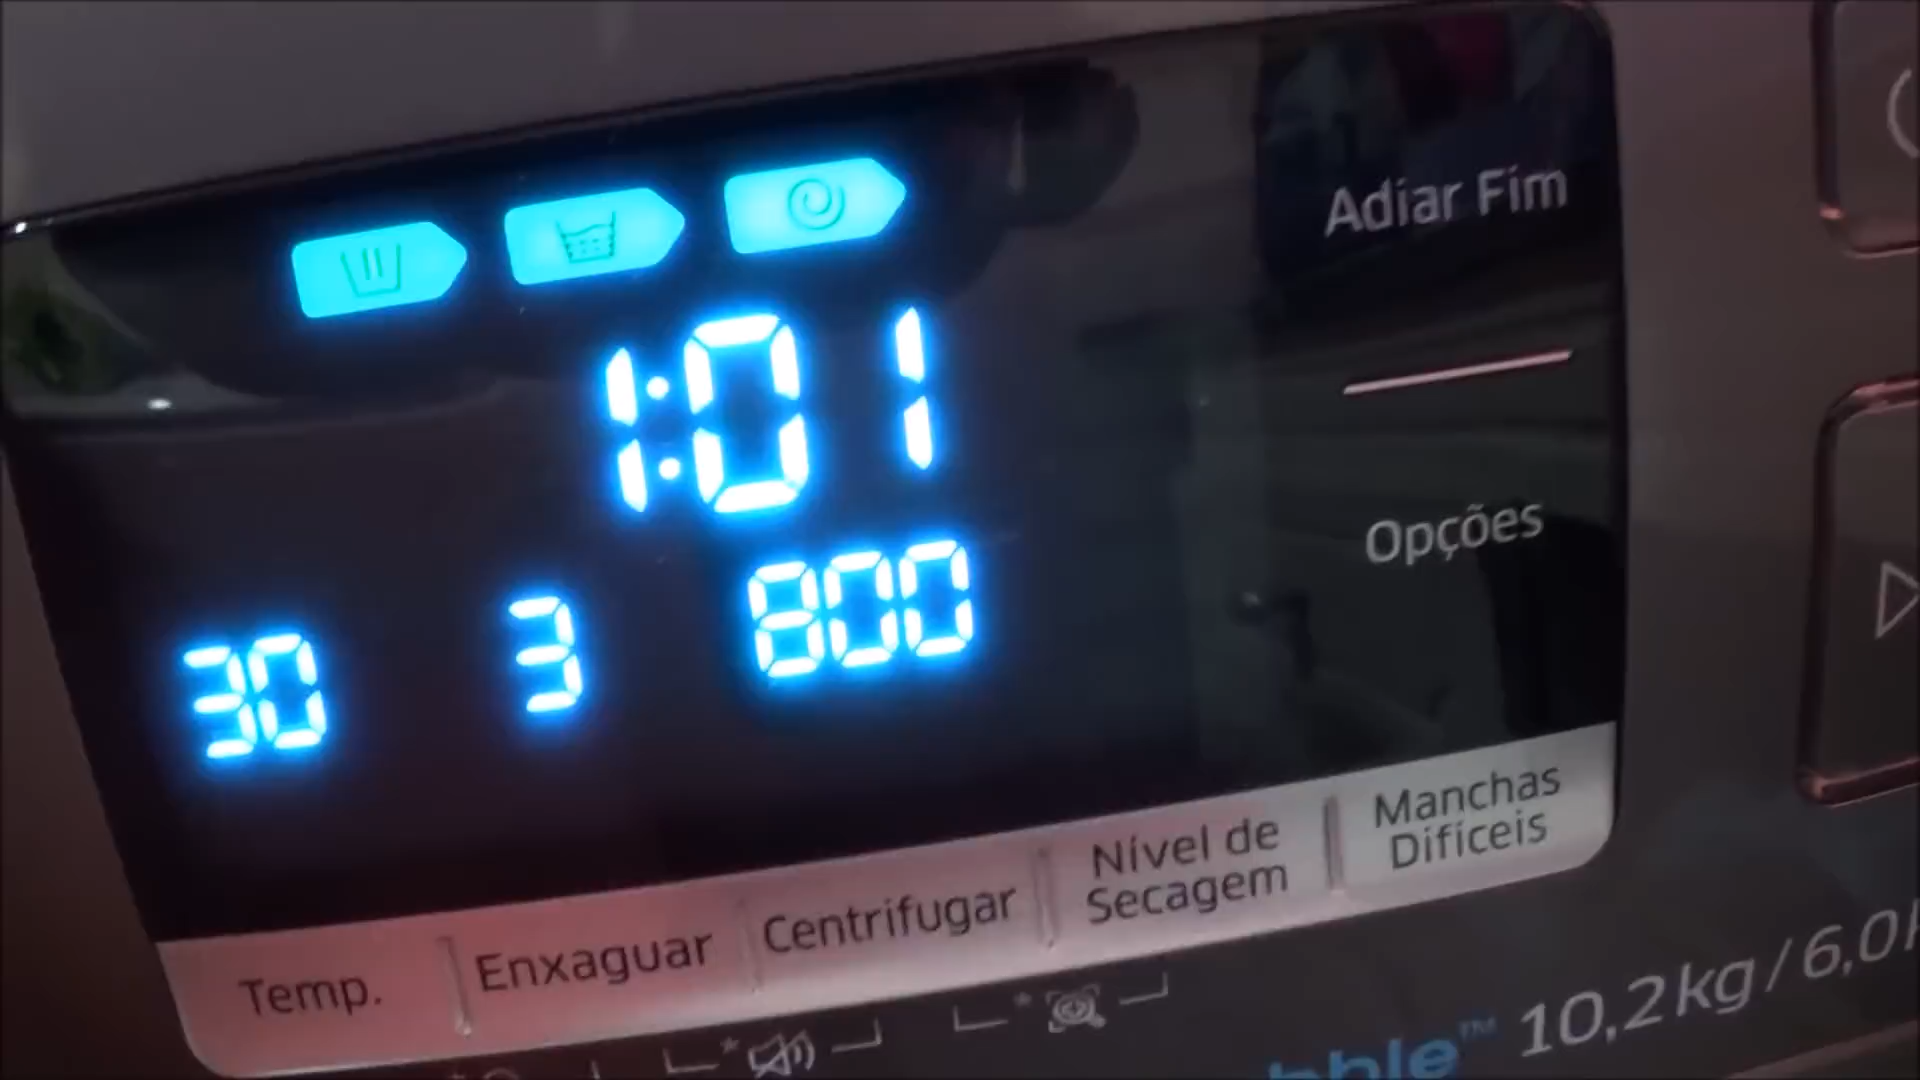 Adiar Fim
1:01
Opções
30 3 800
Temp. Enxaguar Centrifugar Nível de Secagem Manchas Difíceis
10,2kg/6,0